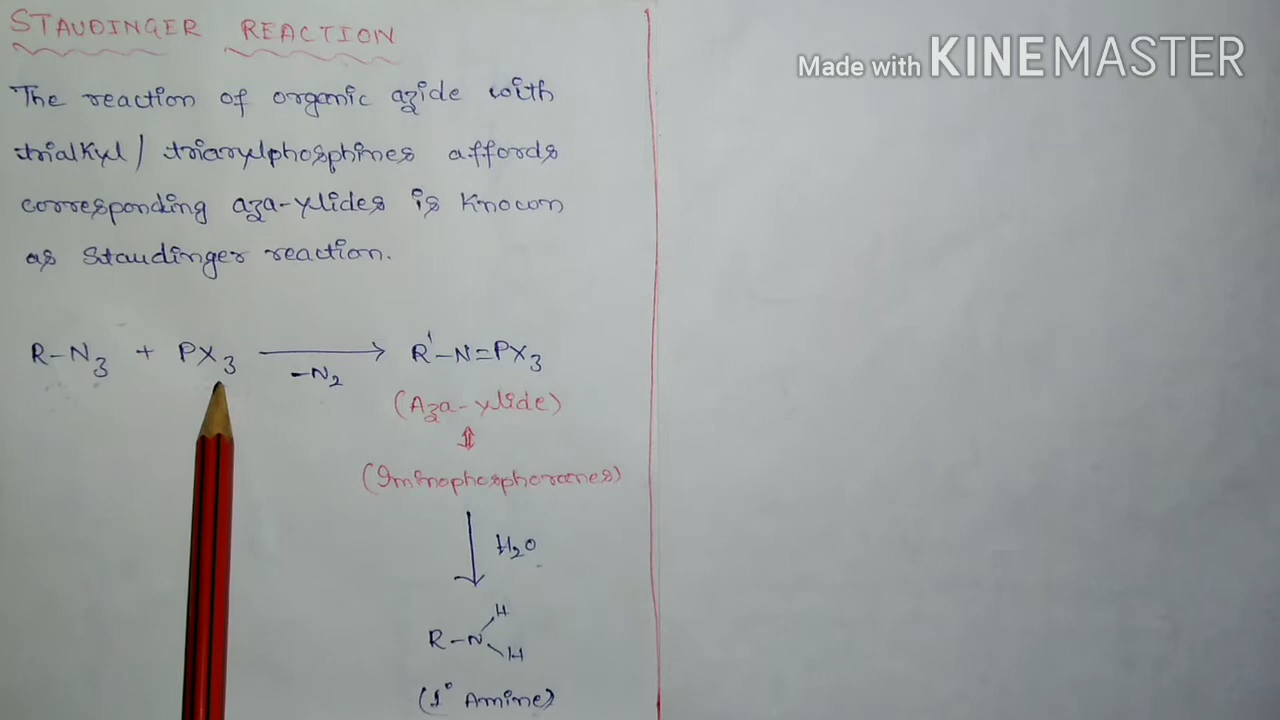 STAUDINGER REACTION
Made with KINEMASTER
The reaction of organic azide with
trialkyl / triarylphosphines affords
corresponding aza-ylides is known
as Staudinger reaction.
R-N3 + PX3 → R'-N=PX3
-N2
(Aza-ylide)
⇕
(Iminophosphoranes)
↓ H2O
H
R-N
H
(1° Amine)